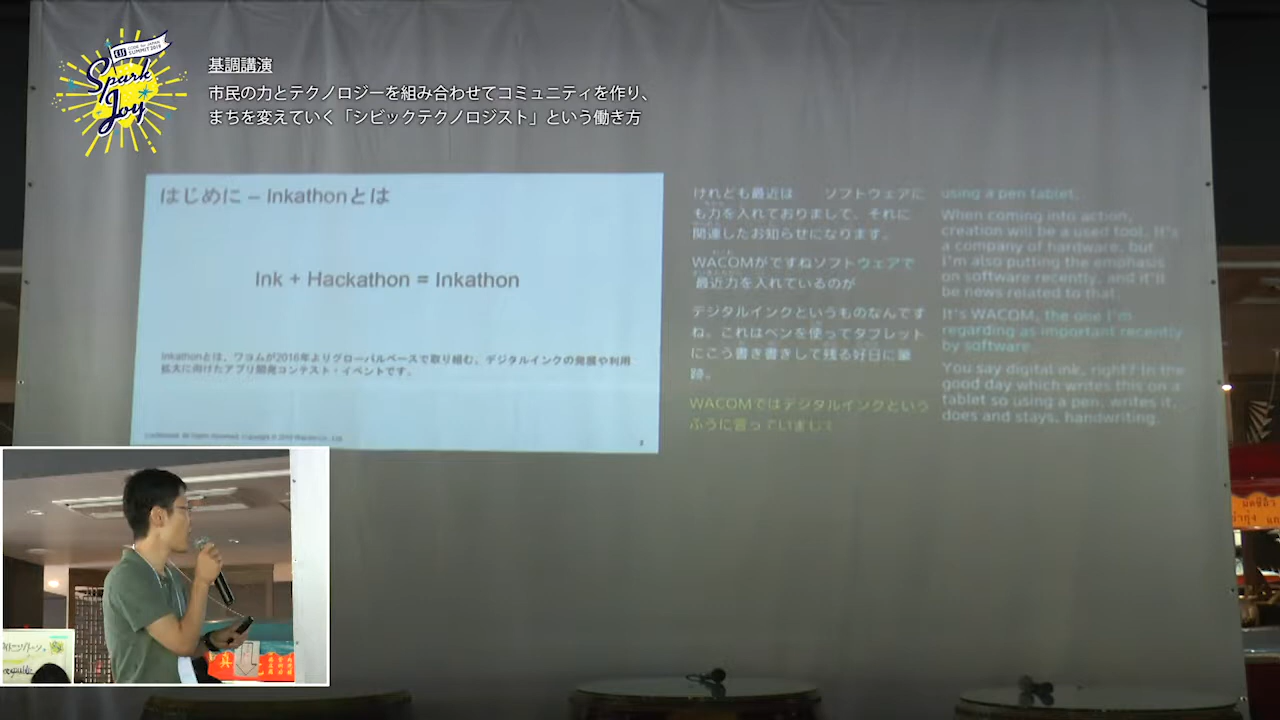 CODE for JAPAN
SUMMIT 2019
Spark
Joy
基調講演
市民の力とテクノロジーを組み合わせてコミュニティを作り、
まちを変えていく「シビックテクノロジスト」という働き方
はじめに – Inkathonとは
Ink + Hackathon = Inkathon
Inkathonとは、ワコムが2016年よりグローバルベースで取り組む、デジタルインクの発展や利用
拡大に向けたアプリ開発コンテスト・イベントです。
けれども最近は ソフトウェアに
も力を入れておりまして、それに
関連したお知らせになります。
WACOMがですねソフトウェアで
最近力を入れているのが
デジタルインクというものなんです
ね。これはペンを使ってタブレット
にこう書き書きして残る好日に筆
跡。
WACOMではデジタルインクという
ふうに言っていまして
using a pen tablet.
When coming into action,
creation will be a used tool. It's
a company of hardware, but
I'm also putting the emphasis
on software recently, and it'll
be news related to that.
It's WACOM, the one I'm
regarding as important recently
by software.
You say digital ink, right? In the
good day which writes this on a
tablet so using a pen, writes it,
does and stays, handwriting.
真